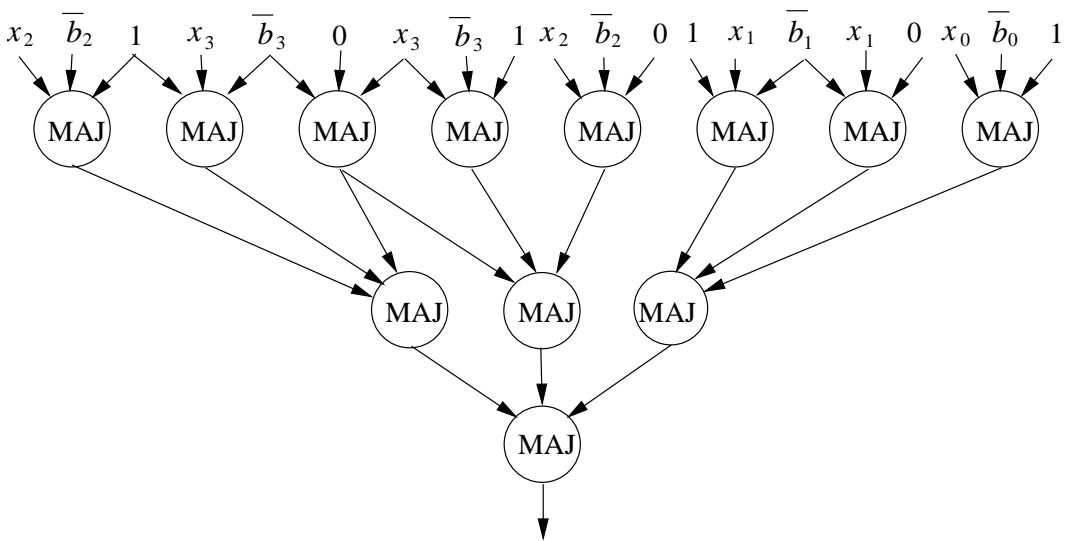 x₂ b̅₂ 1 x₃ b̅₃ 0 x₃ b̅₃ 1 x₂ b̅₂ 0 1 x₁ b̅₁ x₁ 0 x₀ b̅₀ 1
MAJ MAJ MAJ MAJ MAJ MAJ MAJ MAJ
MAJ MAJ MAJ
MAJ